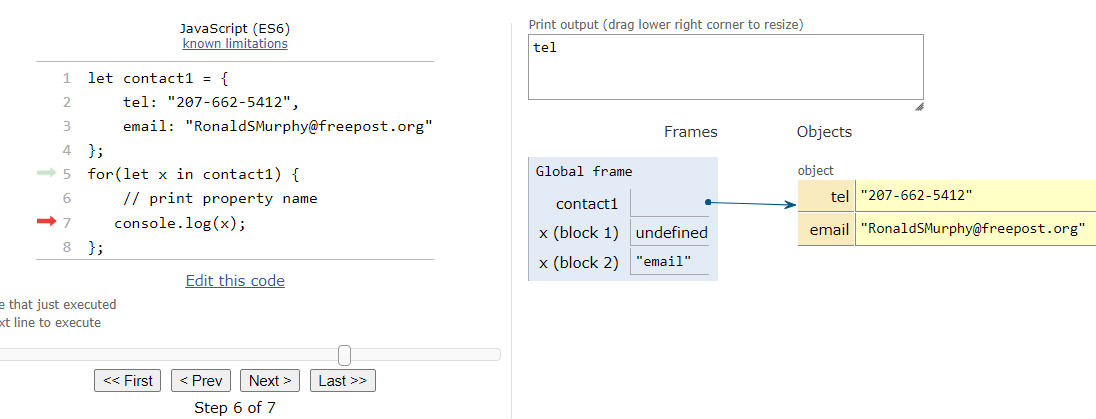 JavaScript (ES6)
known limitations
1 let contact1 = {
2 tel: "207-662-5412",
3 email: "RonaldSMurphy@freepost.org"
4 };
5 for(let x in contact1) {
6 // print property name
7 console.log(x);
8 };
Edit this code
e that just executed
xt line to execute
<< First < Prev Next > Last >>
Step 6 of 7
Print output (drag lower right corner to resize)
tel
Frames Objects
Global frame
contact1
x (block 1) undefined
x (block 2) "email"
object
tel "207-662-5412"
email "RonaldSMurphy@freepost.org"